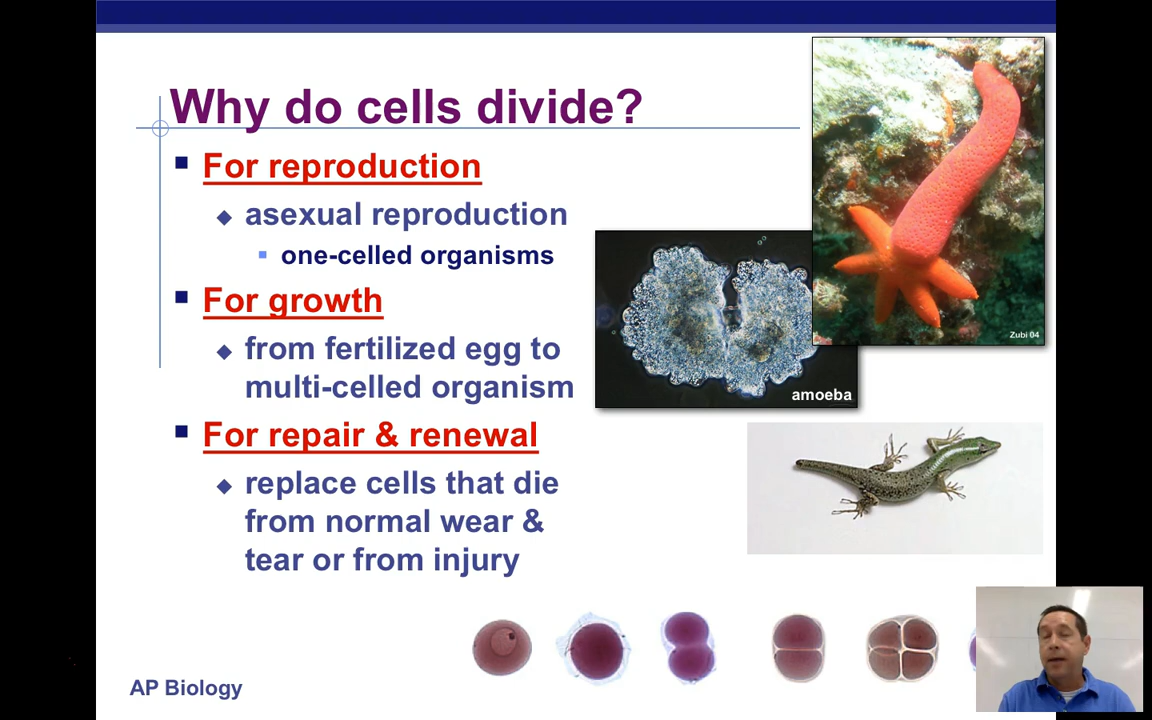 Why do cells divide?
For reproduction
asexual reproduction
one-celled organisms
For growth
from fertilized egg to
multi-celled organism
For repair & renewal
replace cells that die
from normal wear &
tear or from injury
Zubi 04
amoeba
AP Biology